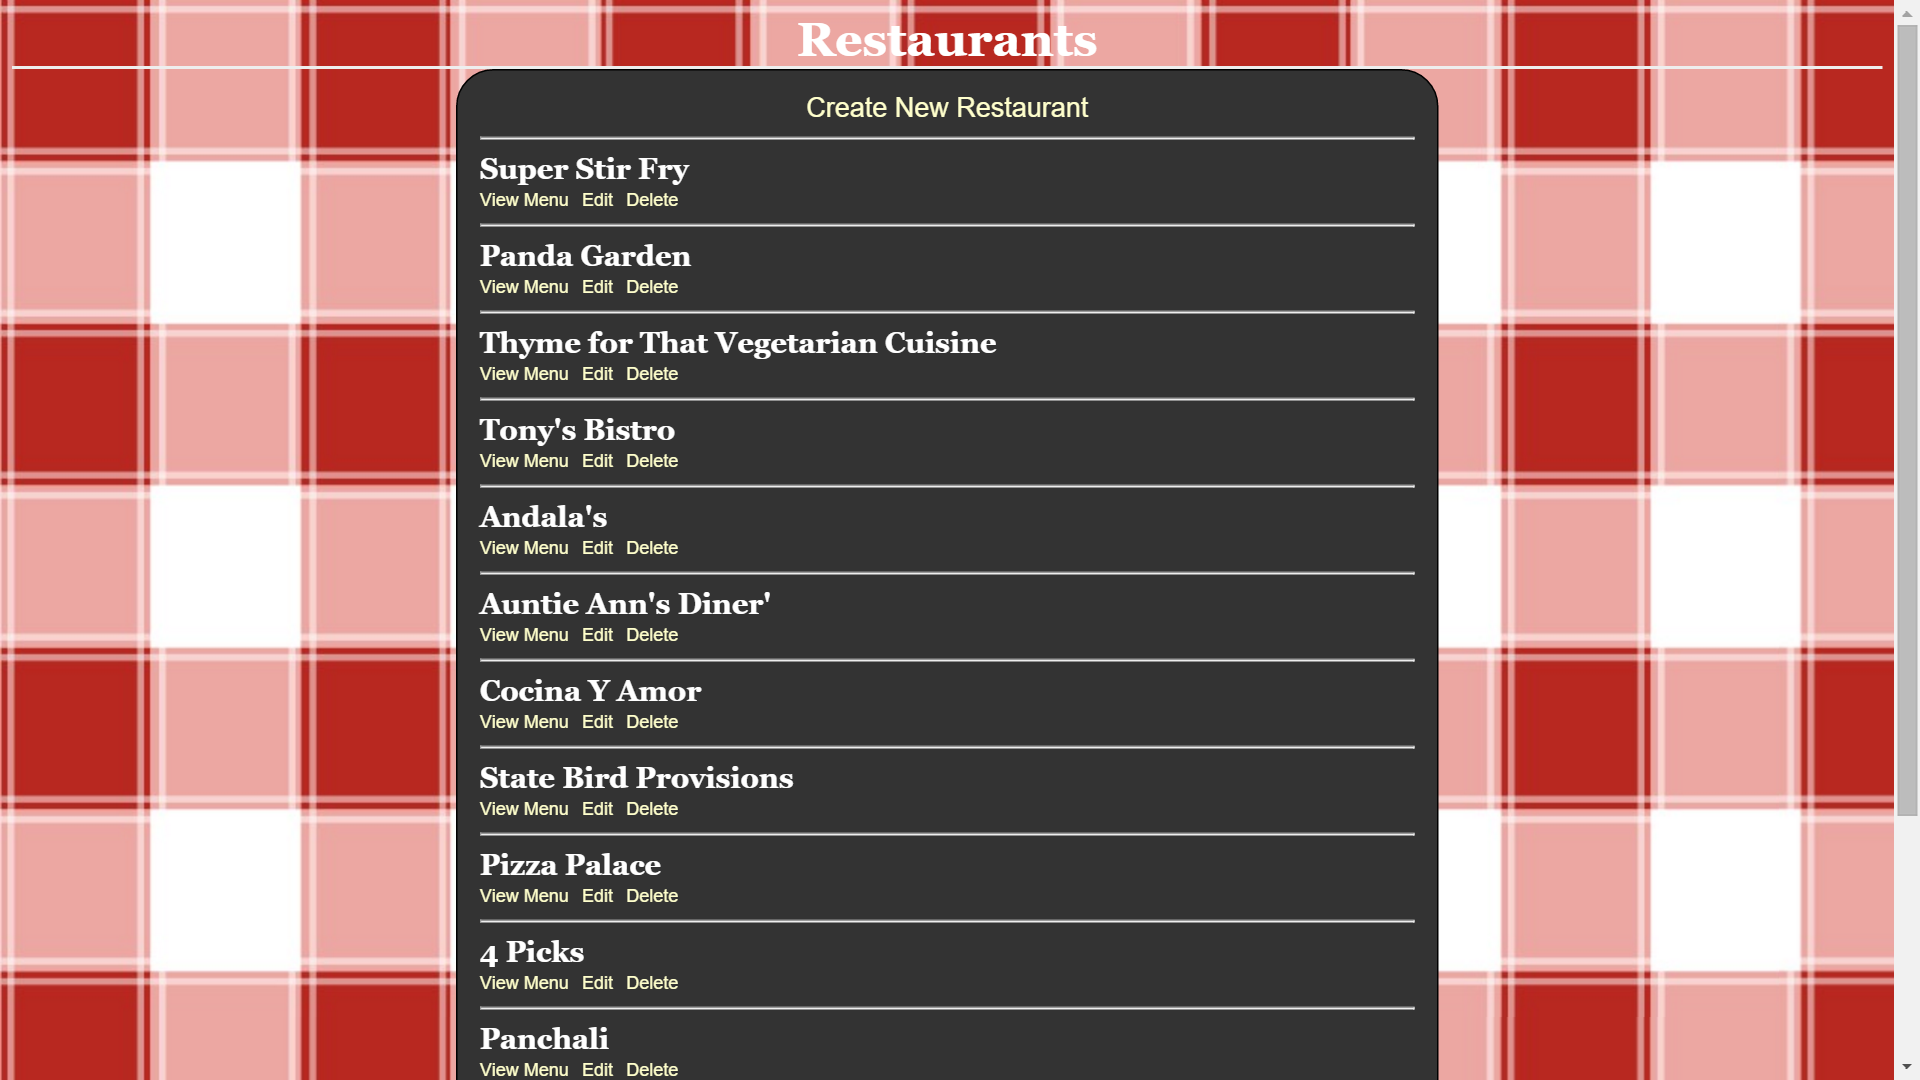 Restaurants
Create New Restaurant
Super Stir Fry
View Menu Edit Delete
Panda Garden
View Menu Edit Delete
Thyme for That Vegetarian Cuisine
View Menu Edit Delete
Tony's Bistro
View Menu Edit Delete
Andala's
View Menu Edit Delete
Auntie Ann's Diner'
View Menu Edit Delete
Cocina Y Amor
View Menu Edit Delete
State Bird Provisions
View Menu Edit Delete
Pizza Palace
View Menu Edit Delete
4 Picks
View Menu Edit Delete
Panchali
View Menu Edit Delete